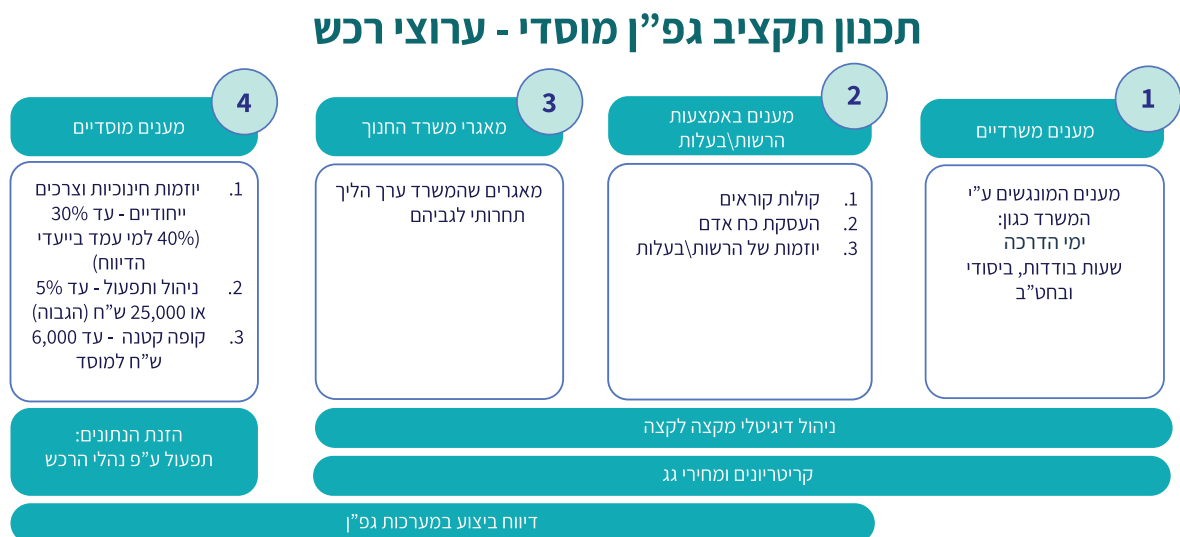 תכנון תקציב גפ”ן מוסדי - ערוצי רכש
1
מענים משרדיים
מענים המונגשים ע”י
המשרד כגון:
ימי הדרכה
שעות בודדות, ביסודי
ובחט”ב
2
מענים באמצעות
הרשות\בעלות
1. קולות קוראים
2. העסקת כח אדם
3. יוזמות של הרשות\בעלות
3
מאגרי משרד החנוך
מאגרים שהמשרד ערך הליך
תחרותי לגביהם
4
מענים מוסדיים
1. יוזמות חינוכיות וצרכים
ייחודיים - עד 30%
(40% למי עמד בייעדי
הדיווח)
2. ניהול ותפעול - עד 5%
או 25,000 ש”ח (הגבוה)
3. קופה קטנה - עד 6,000
ש”ח למוסד
ניהול דיגיטלי מקצה לקצה
קריטריונים ומחירי גג
הזנת הנתונים:
תפעול ע”פ נהלי הרכש
דיווח ביצוע במערכות גפ”ן